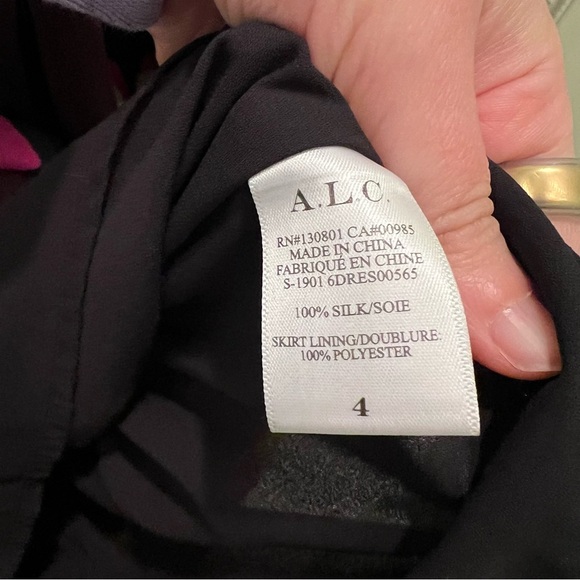 A.L.C.
RN#130801 CA#00985
MADE IN CHINA
FABRIQUÉ EN CHINE
S-1901 6DRES00565
100% SILK/SOIE
SKIRT LINING/DOUBLURE:
100% POLYESTER
4